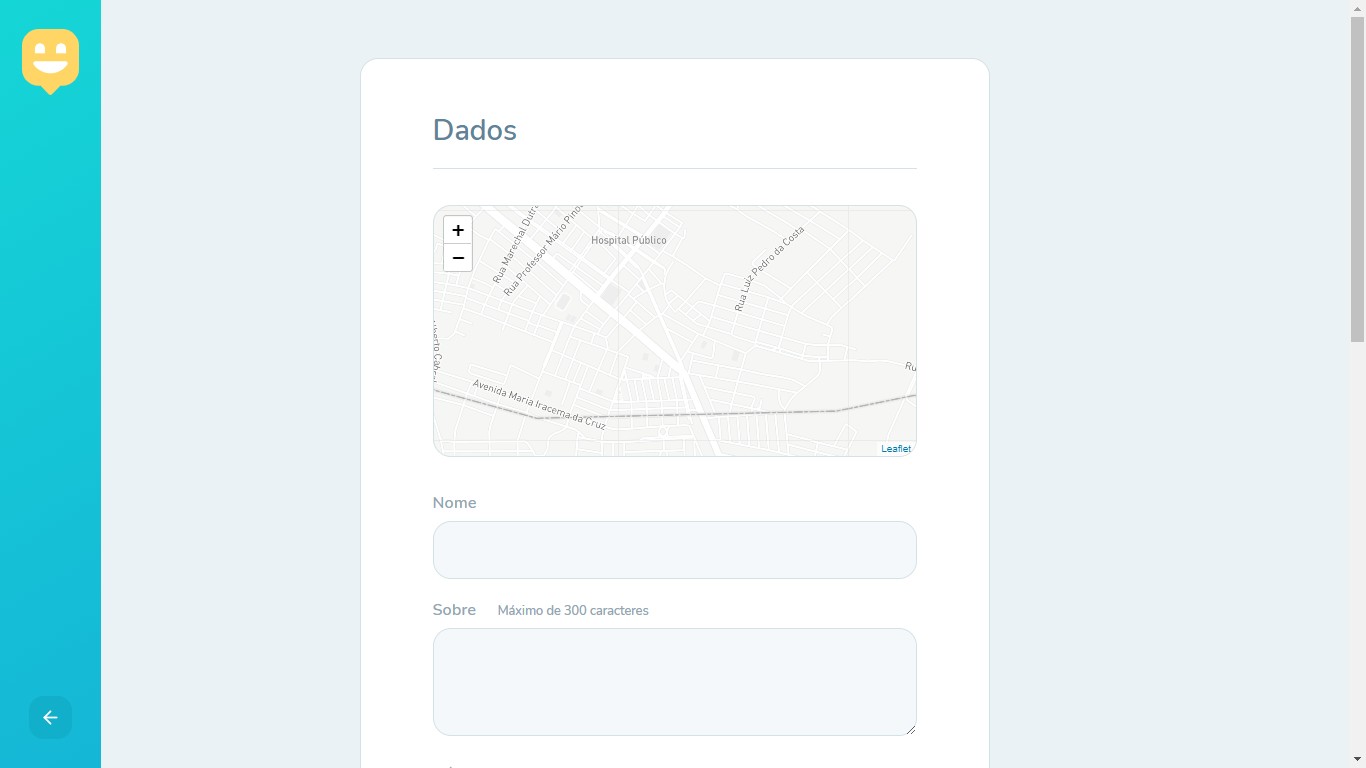 Dados
+
−
Rua Marechal Dutra
Rua Professor Mário Pinot
Hospital Público
Rua Luiz Pedro da Costa
Ru
Avenida Maria Iracema da Cruz
Leaflet
Nome
Sobre Máximo de 300 caracteres